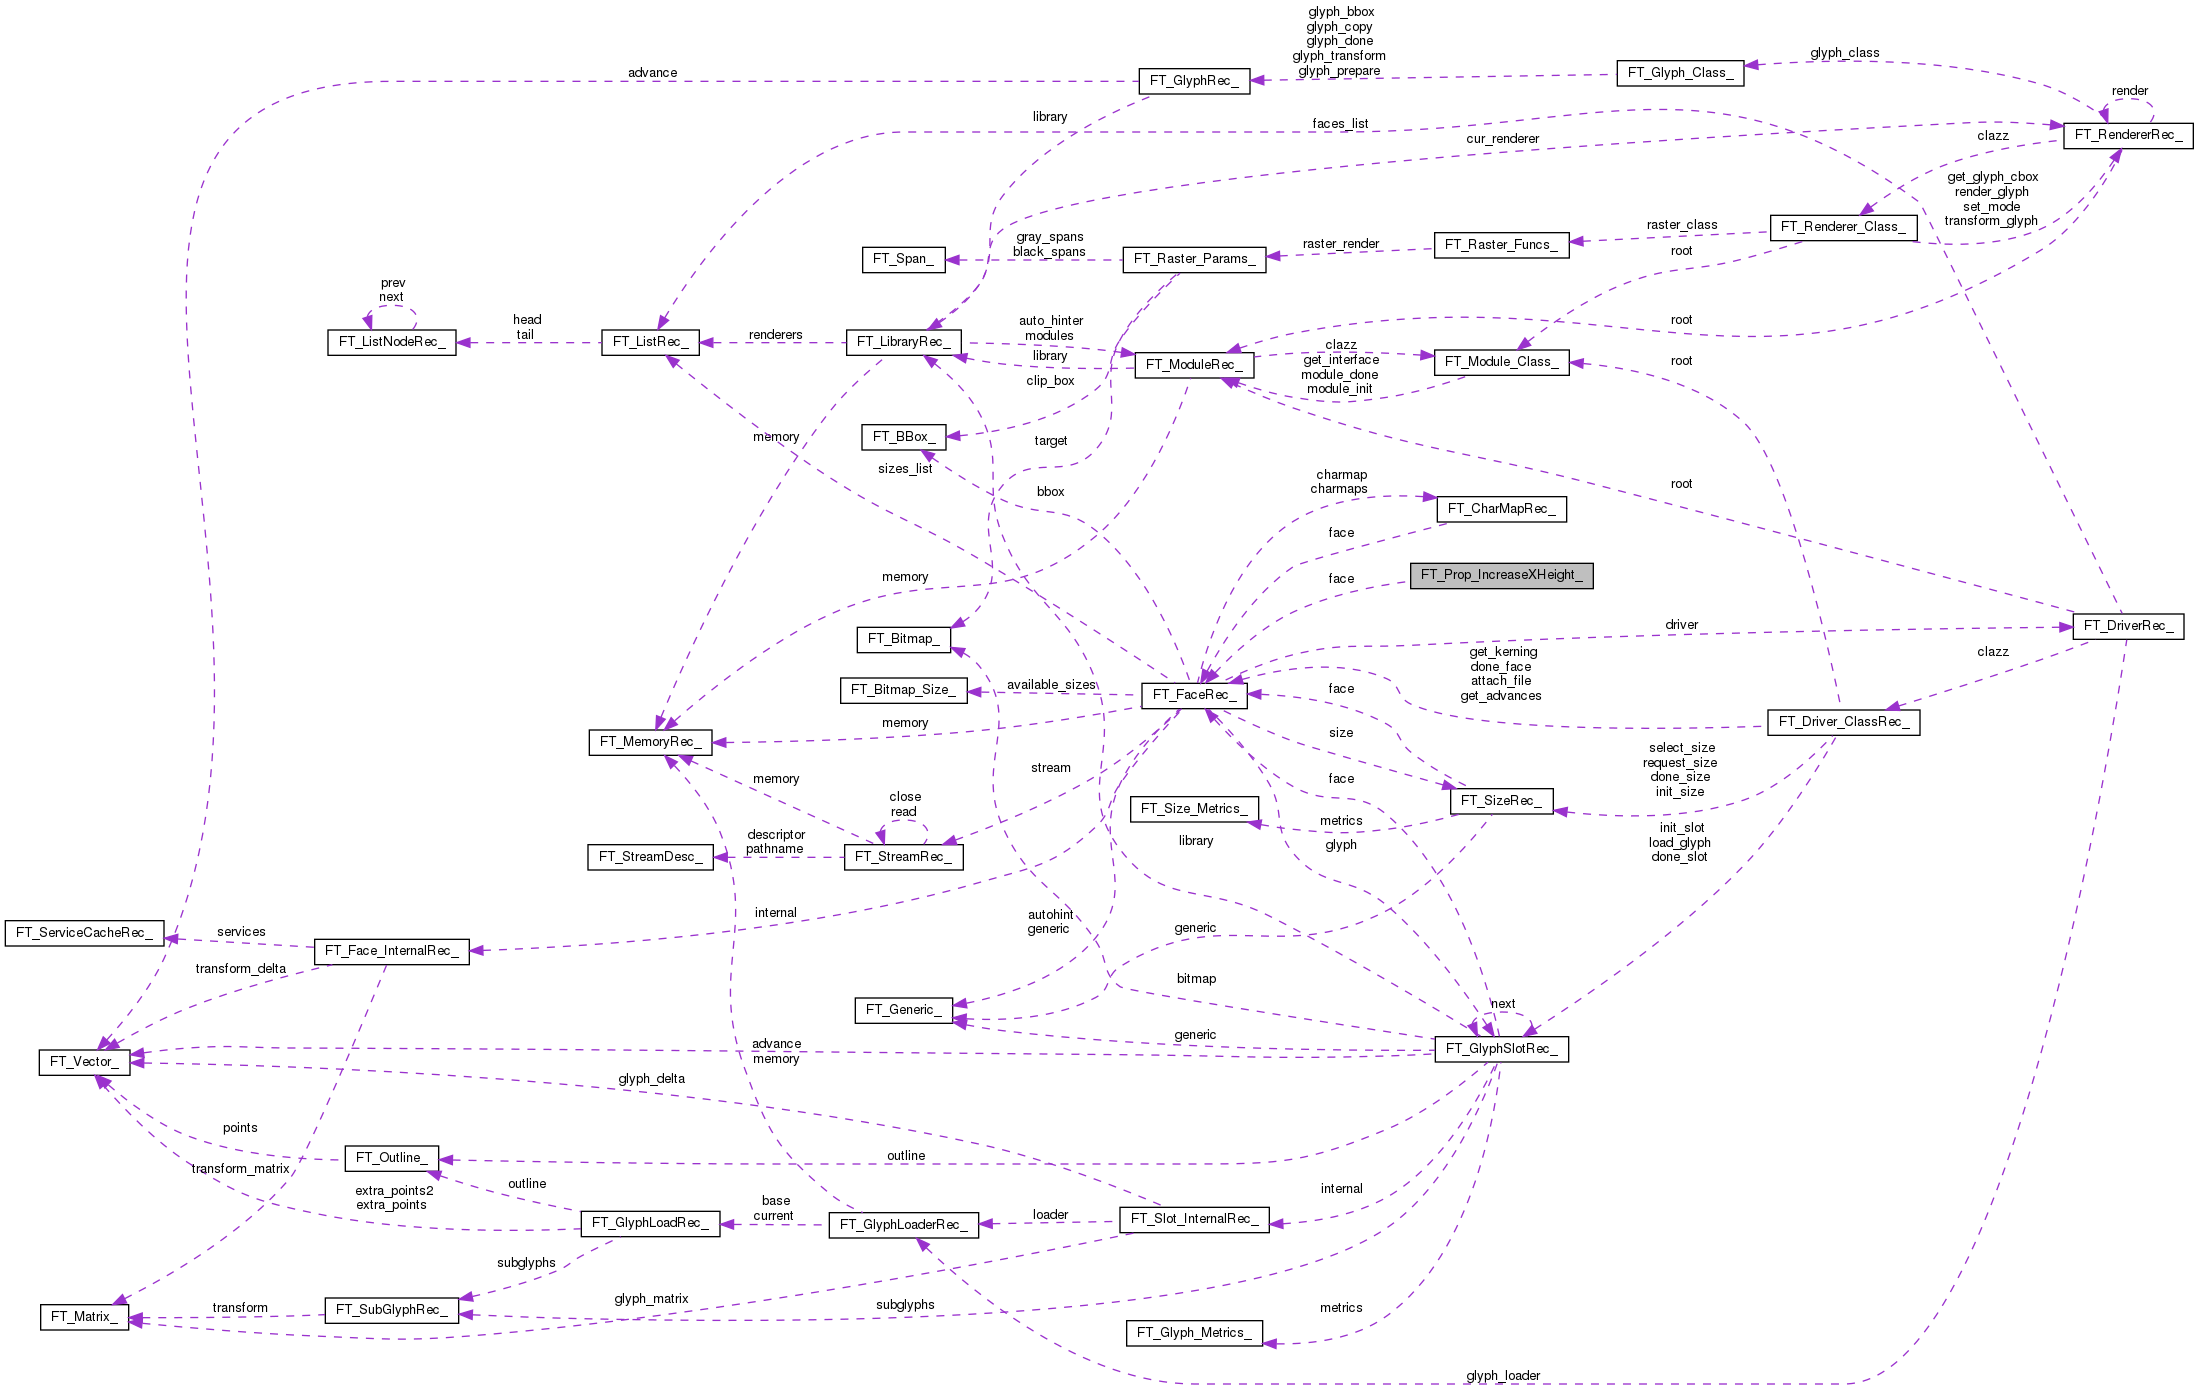 glyph_bbox
glyph_copy
glyph_done
glyph_transform
glyph_prepare
glyph_class
advance
FT_GlyphRec_
FT_Glyph_Class_
render
library
faces_list
cur_renderer
clazz
FT_RendererRec_
get_glyph_cbox
render_glyph
set_mode
transform_glyph
raster_class
FT_Renderer_Class_
gray_spans
black_spans
raster_render
FT_Raster_Funcs_
root
FT_Span_
FT_Raster_Params_
prev
next
head
tail
auto_hinter
modules
root
FT_ListNodeRec_
FT_ListRec_
renderers
FT_LibraryRec_
library
clazz
get_interface
module_done
module_init
FT_ModuleRec_
FT_Module_Class_
root
clip_box
FT_BBox_
target
memory
sizes_list
bbox
charmap
charmaps
root
FT_CharMapRec_
face
memory
face
FT_Prop_IncreaseXHeight_
FT_Bitmap_
driver
FT_DriverRec_
get_kerning
done_face
attach_file
get_advances
clazz
FT_Bitmap_Size_
available_sizes
FT_FaceRec_
face
FT_MemoryRec_
memory
size
FT_Driver_ClassRec_
select_size
request_size
done_size
init_size
memory
stream
close
read
face
FT_Size_Metrics_
FT_SizeRec_
metrics
descriptor
pathname
FT_StreamDesc_
FT_StreamRec_
library
glyph
init_slot
load_glyph
done_slot
internal
autohint
generic
generic
FT_ServiceCacheRec_
services
FT_Face_InternalRec_
transform_delta
bitmap
FT_Generic_
next
FT_Vector_
advance
memory
generic
FT_GlyphSlotRec_
glyph_delta
points
FT_Outline_
outline
transform_matrix
outline
extra_points2
extra_points
internal
base
current
FT_GlyphLoadRec_
FT_GlyphLoaderRec_
loader
FT_Slot_InternalRec_
subglyphs
FT_Matrix_
transform
FT_SubGlyphRec_
glyph_matrix
subglyphs
metrics
FT_Glyph_Metrics_
glyph_loader